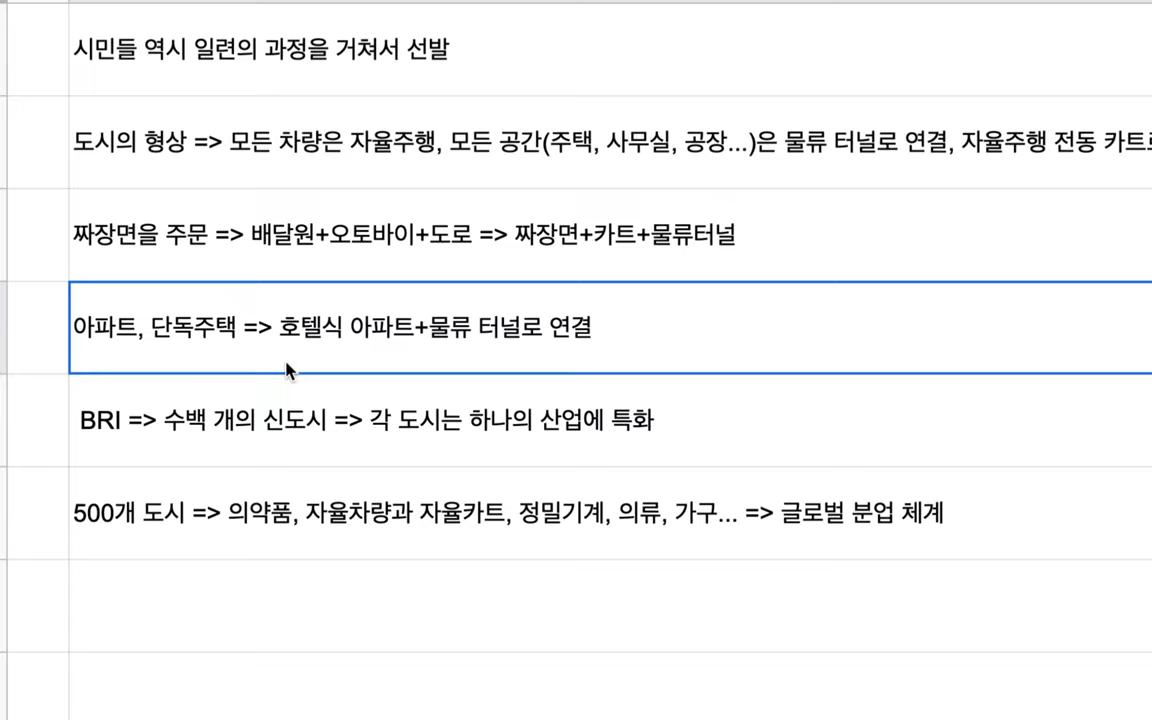 시민들 역시 일련의 과정을 거쳐서 선발
도시의 형상 => 모든 차량은 자율주행, 모든 공간(주택, 사무실, 공장...)은 물류 터널로 연결, 자율주행 전동
짜장면을 주문 => 배달원+오토바이+도로 => 짜장면+카트+물류터널
아파트, 단독주택 => 호텔식 아파트+물류 터널로 연결
BRI => 수백 개의 신도시 => 각 도시는 하나의 산업에 특화
500개 도시 => 의약품, 자율차량과 자율카트, 정밀기계, 의류, 가구... => 글로벌 분업 체계